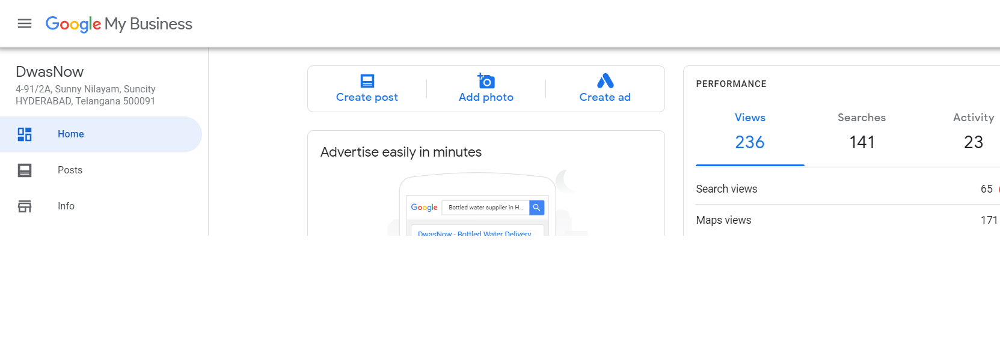 Google My Business
DwasNow
4-91/2A, Sunny Nilayam, Suncity
HYDERABAD, Telangana 500091
Home
Posts
Info
Create post
Add photo
Create ad
Advertise easily in minutes
Google
Bottled water supplier in H...
DwasNow - Bottled Water Delivery
PERFORMANCE
Views
Searches
Activity
236
141
23
Search views
65
Maps views
171